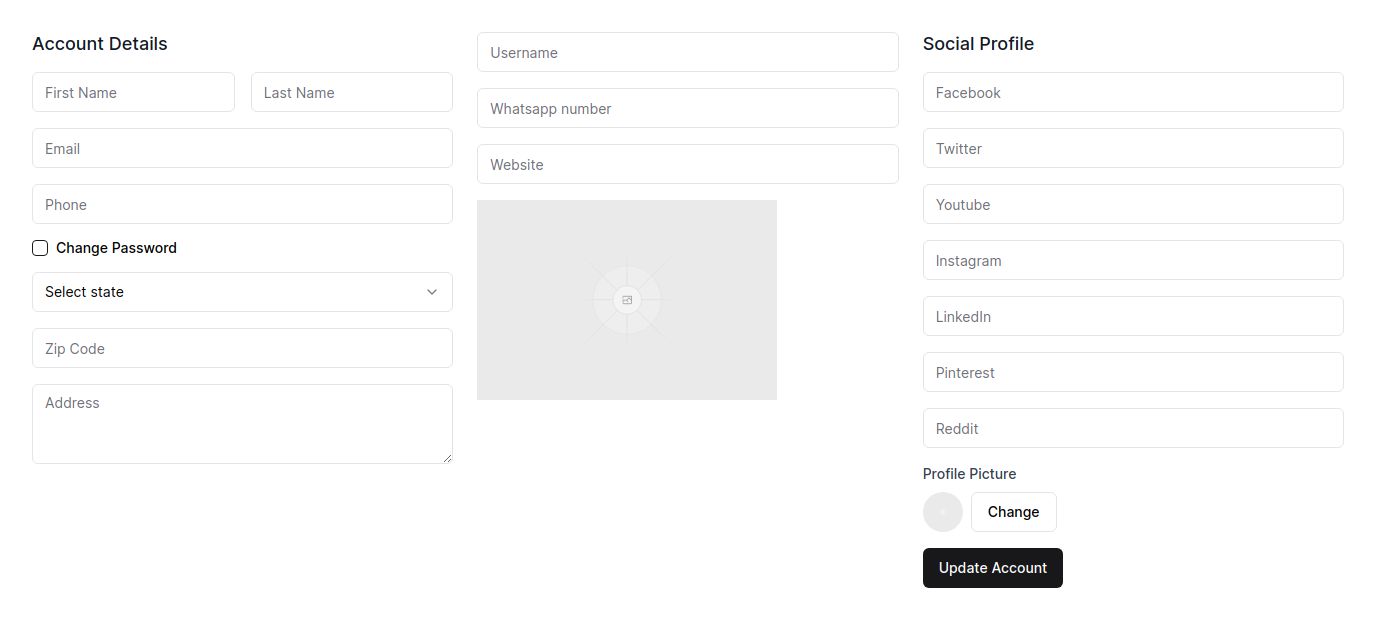 Account Details
First Name
Last Name
Email
Phone
Change Password
Select state
Zip Code
Address
Username
Whatsapp number
Website
Social Profile
Facebook
Twitter
Youtube
Instagram
LinkedIn
Pinterest
Reddit
Profile Picture
Change
Update Account